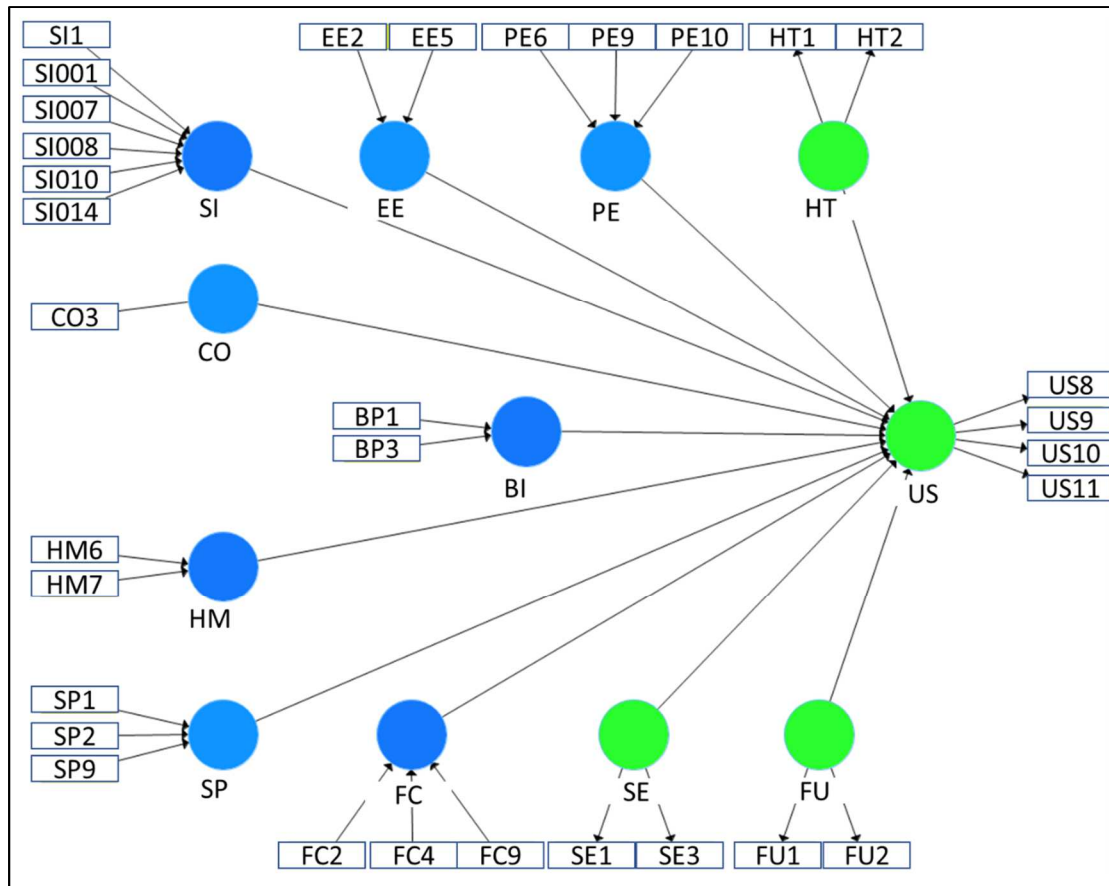 SI1
SI001
SI007
SI008
SI010
SI014
SI
EE2 EE5
EE
PE6 PE9 PE10
PE
HT1 HT2
HT
CO3
CO
BP1
BP3
BI
US8
US9
US10
US11
US
HM6
HM7
HM
SP1
SP2
SP9
SP
FC
FC2 FC4 FC9
SE
SE1 SE3
FU
FU1 FU2